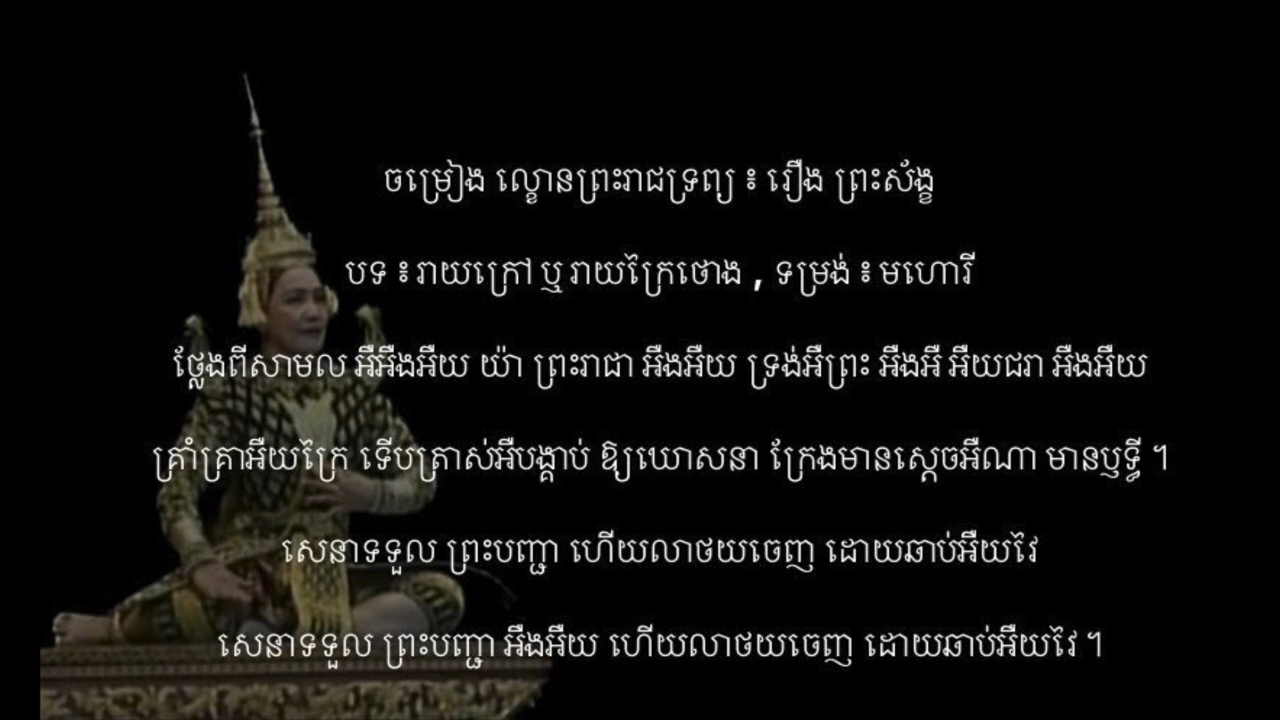 ចម្រៀង ល្ខោនព្រះរាជទ្រព្យ ៖ រឿង ព្រះស័ង្ខ
បទ ៖ រាយក្រៅ ឬ រាយក្រៃថោង , ទម្រង់ ៖ មហោរី
ថ្លែងពីសាមល អឺអឺងអឺយ យ៉ា ព្រះរាជា អឺងអឺយ ទ្រង់អឺព្រះ អឺងអឺ អឺយជរា អឺងអឺយ
គ្រាំគ្រាអឺយក្រៃ ទើបត្រាស់អឺបង្គាប់ ឱ្យឃោសនា ក្រែងមានស្ដេចអឺណា មានឫទ្ធី ។
សេនាទទួល ព្រះបញ្ជា ហើយលាថយចេញ ដោយឆាប់អឺយវៃ
សេនាទទួល ព្រះបញ្ជា អឺងអឺយ ហើយលាថយចេញ ដោយឆាប់អឺយវៃ ។